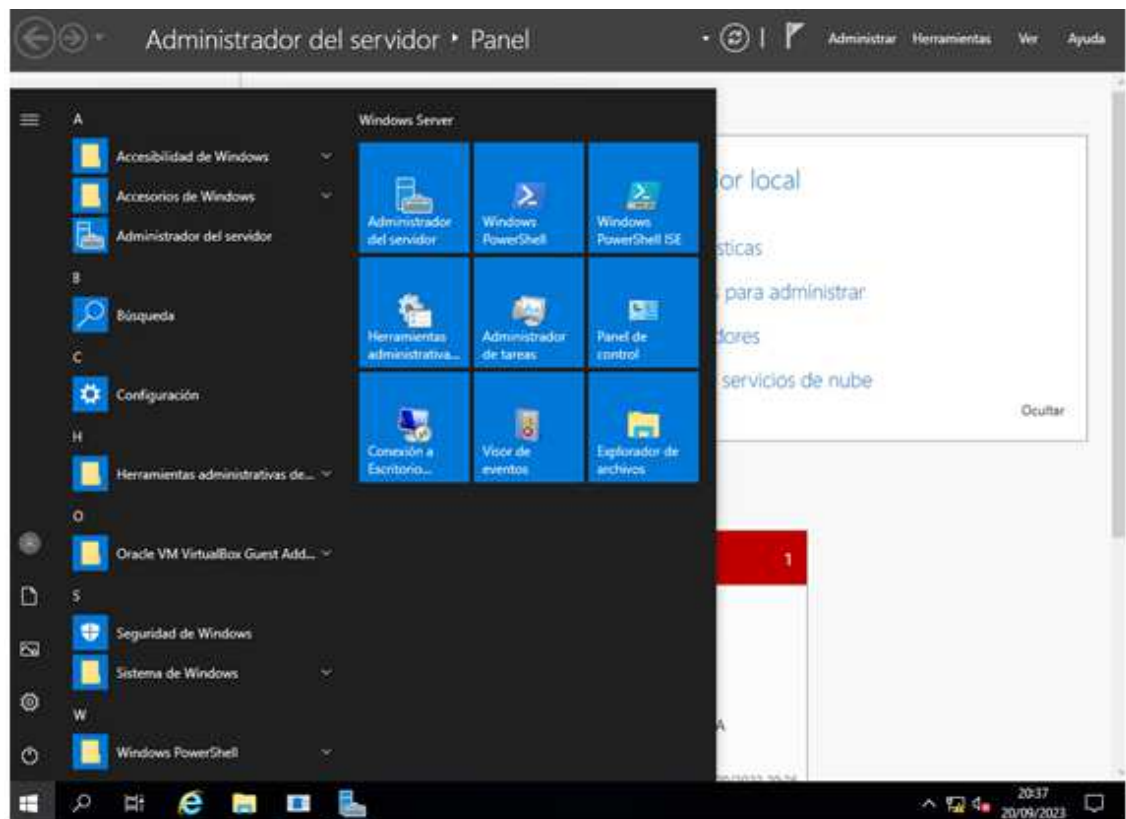 Administrador del servidor ‣ Panel
Administrar Herramientas Ver Ayuda
A
Accesibilidad de Windows
Accesorios de Windows
Administrador del servidor
B
Búsqueda
C
Configuración
H
Herramientas administrativas de...
O
Oracle VM VirtualBox Guest Add...
S
Seguridad de Windows
Sistema de Windows
W
Windows PowerShell
Windows Server
Administrador
del servidor
Windows
PowerShell
Windows
PowerShell ISE
Herramientas
administrativa...
Administrador
de tareas
Panel de
control
Conexión a
Escritorio...
Visor de
eventos
Explorador de
archivos
or local
sticas
para administrar
dores
servicios de nube
Ocultar
1
A
20:37
20/09/2023